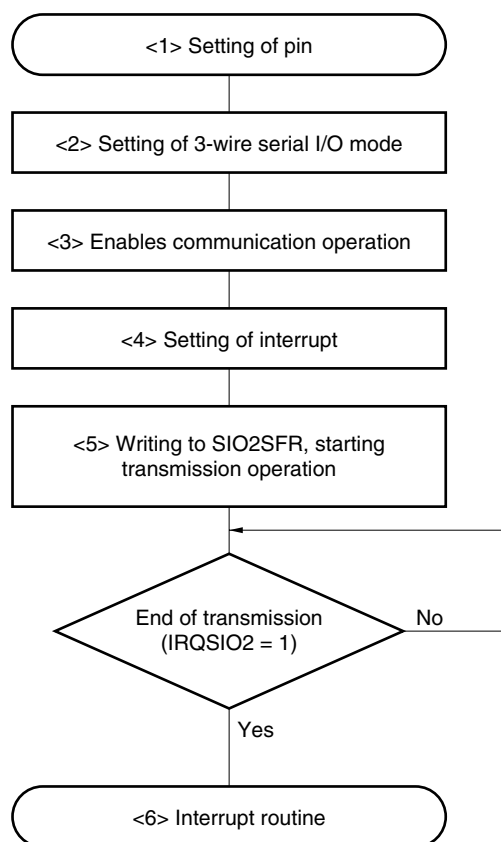 <1> Setting of pin
<2> Setting of 3-wire serial I/O mode
<3> Enables communication operation
<4> Setting of interrupt
<5> Writing to SIO2SFR, starting
transmission operation
End of transmission
(IRQSIO2 = 1)
No
Yes
<6> Interrupt routine